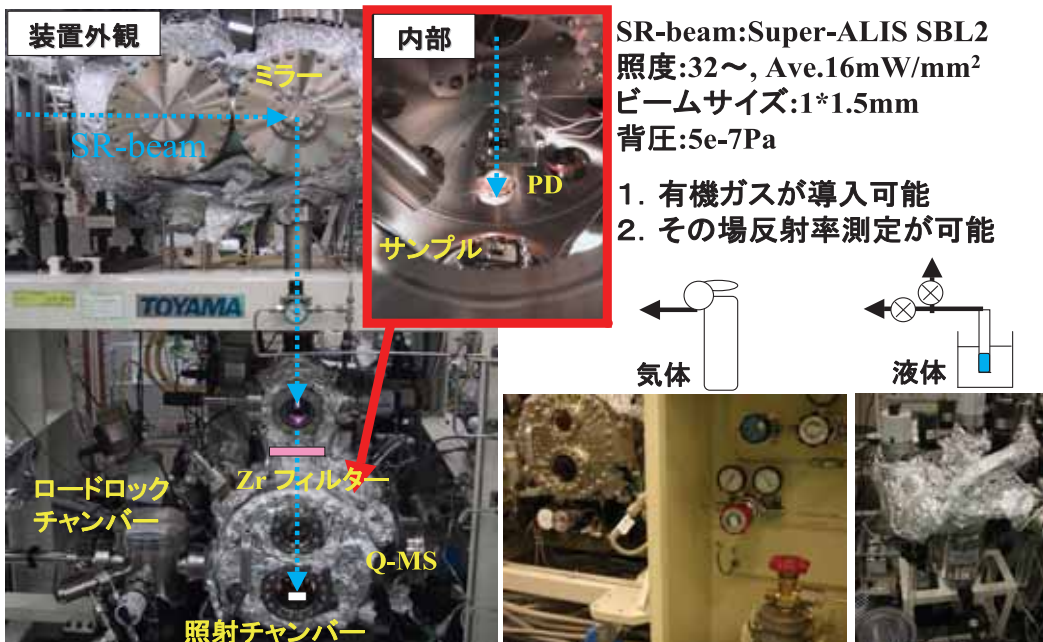 装置外観
ミラー
SR-beam
TOYAMA
Zr フィルター
ロードロック
チャンバー
Q-MS
照射チャンバー
内部
PD
サンプル
SR-beam:Super-ALIS SBL2
照度:32～, Ave.16mW/mm²
ビームサイズ:1*1.5mm
背圧:5e-7Pa
1. 有機ガスが導入可能
2. その場反射率測定が可能
気体
液体